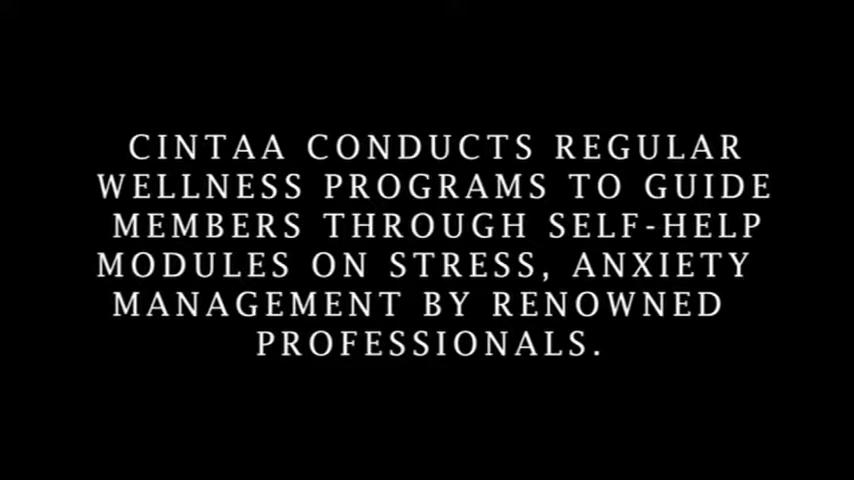 CINTAA CONDUCTS REGULAR
WELLNESS PROGRAMS TO GUIDE
MEMBERS THROUGH SELF-HELP
MODULES ON STRESS, ANXIETY
MANAGEMENT BY RENOWNED
PROFESSIONALS.